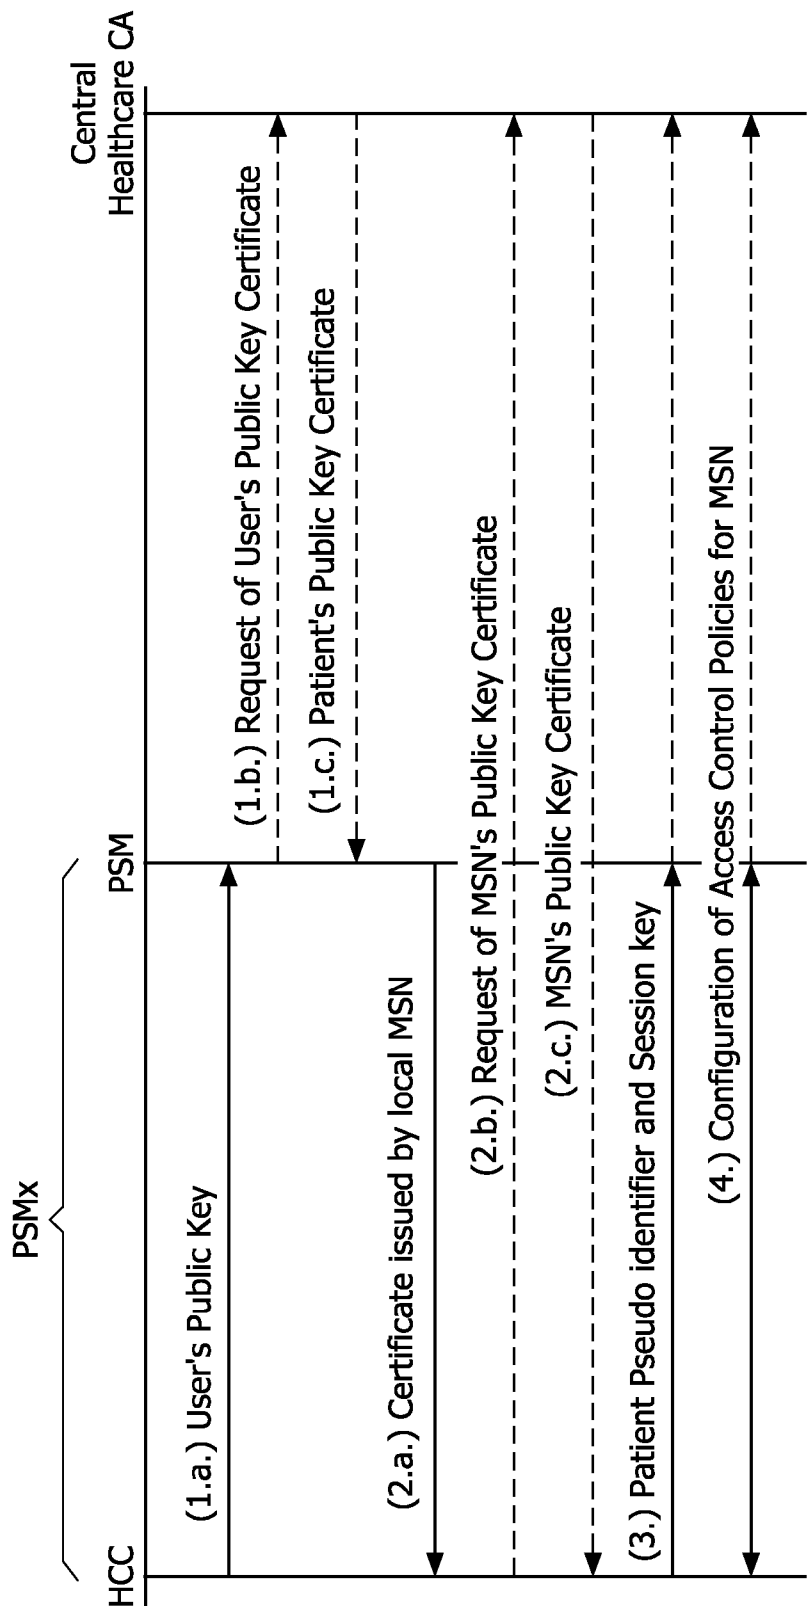 PSMx
HCC
PSM
Central
Healthcare CA
(1.a.) User's Public Key
(1.b.) Request of User's Public Key Certificate
(1.c.) Patient's Public Key Certificate
(2.a.) Certificate issued by local MSN
(2.b.) Request of MSN's Public Key Certificate
(2.c.) MSN's Public Key Certificate
(3.) Patient Pseudo identifier and Session key
(4.) Configuration of Access Control Policies for MSN